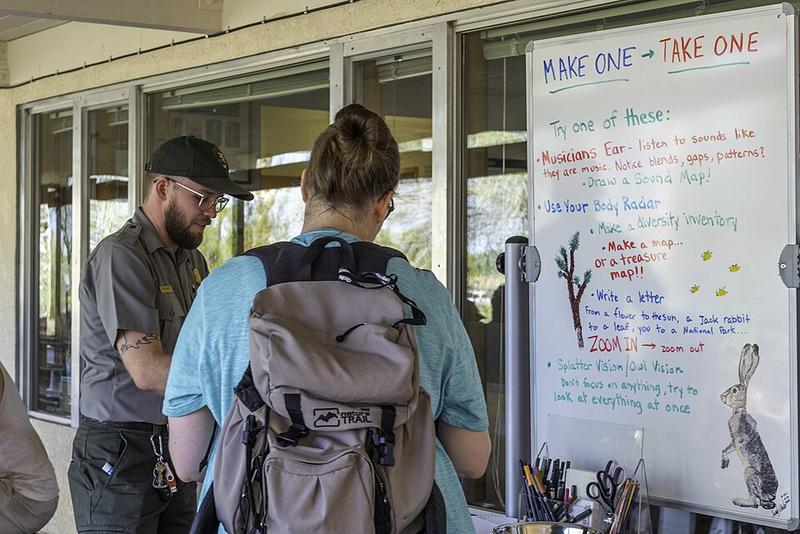 MAKE ONE → TAKE ONE
Try one of these:
• Musicians Ear - listen to sounds like
they are music. Notice blends, gaps, patterns?
• Draw a Sound Map!
• Use Your Body Radar
• Make a diversity inventory
• Make a map...
or a treasure
map!!
• Write a letter
From a flower to the sun, a Jack rabbit
to a leaf, you to a National Park...
ZOOM IN → zoom out
• Splatter Vision/Owl Vision
Don't focus on anything, try to
look at everything at once
nature
TRAIL